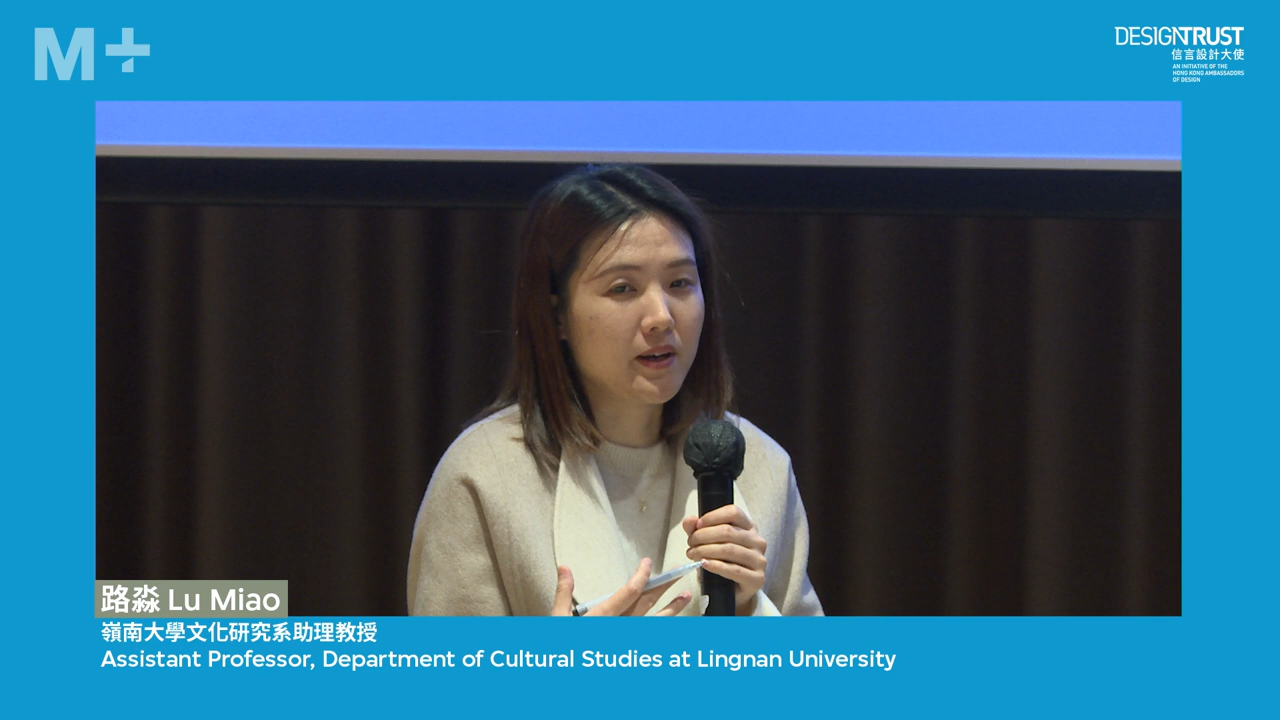 M+
DESIGNTRUST
信言設計大使
AN INITIATIVE OF THE
HONG KONG AMBASSADORS
OF DESIGN
路淼 Lu Miao
嶺南大學文化研究系助理教授
Assistant Professor, Department of Cultural Studies at Lingnan University